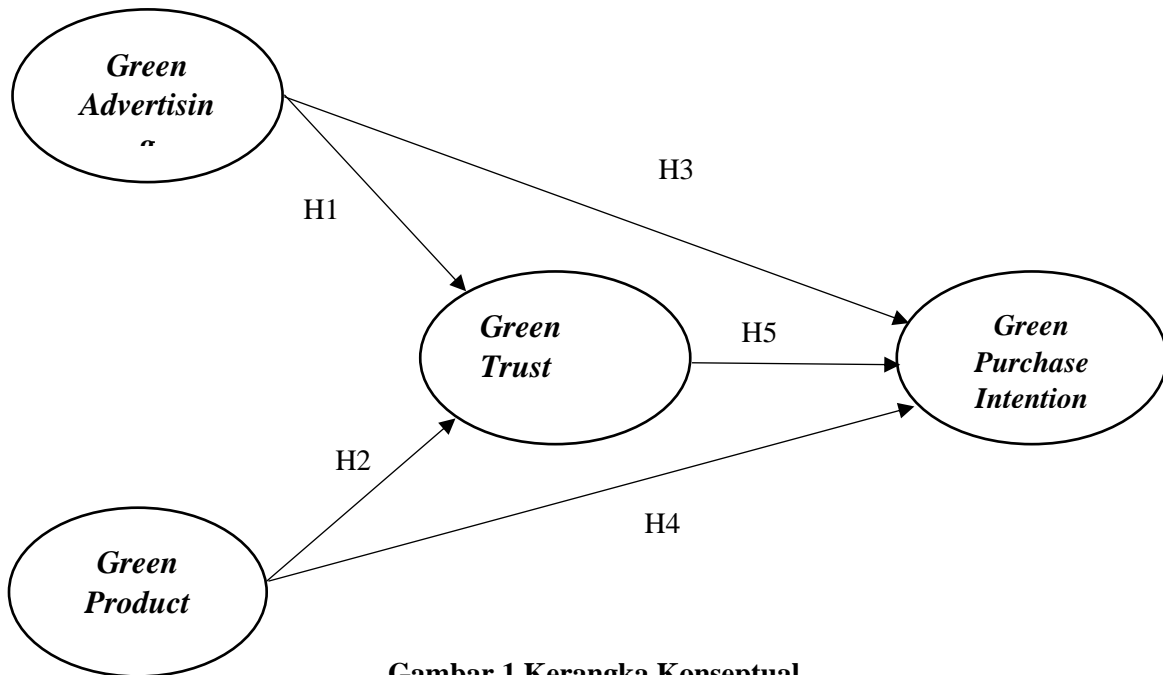 Green
Advertisin
H3
H1
Green
Trust
H5
Green
Purchase
Intention
H2
H4
Green
Product
Gambar 1 Kerangka Konseptual